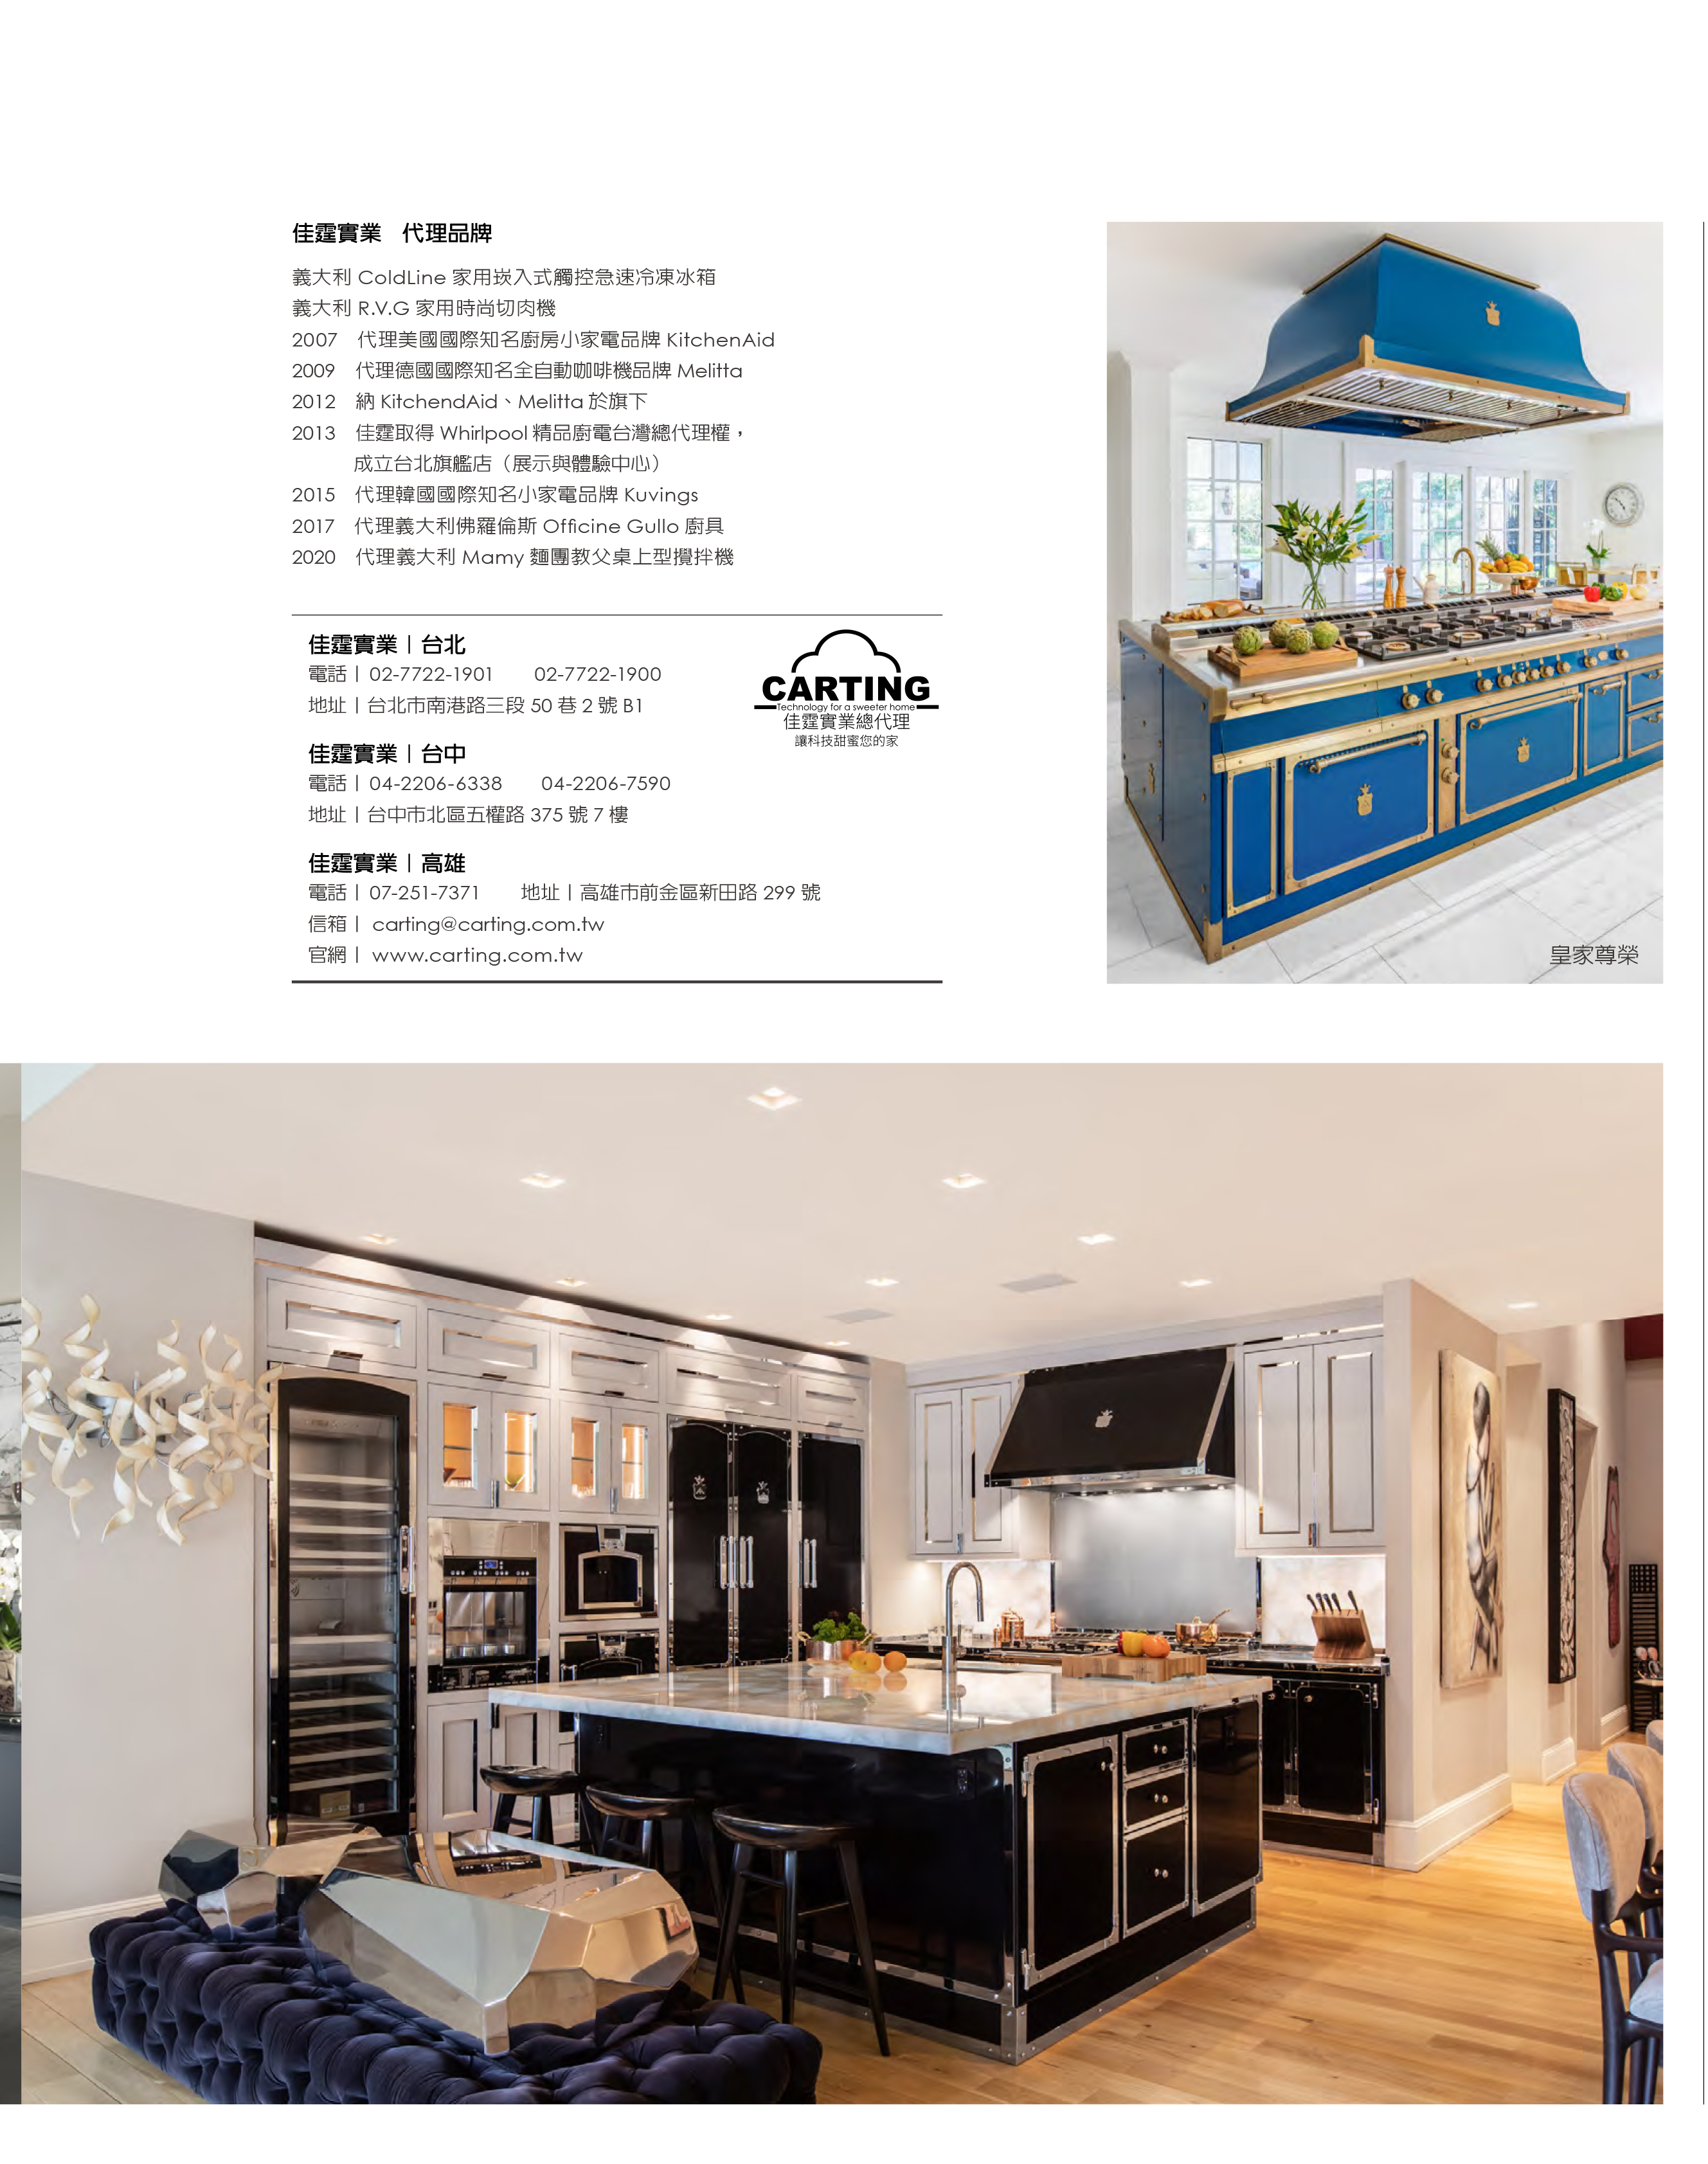 佳霆實業　代理品牌
義大利 ColdLine 家用崁入式觸控急速冷凍冰箱
義大利 R.V.G 家用時尚切肉機
2007　代理美國國際知名廚房小家電品牌 KitchenAid
2009　代理德國國際知名全自動咖啡機品牌 Melitta
2012　納 KitchendAid、Melitta 於旗下
2013　佳霆取得 Whirlpool 精品廚電台灣總代理權，
成立台北旗艦店（展示與體驗中心）
2015　代理韓國國際知名小家電品牌 Kuvings
2017　代理義大利佛羅倫斯 Officine Gullo 廚具
2020　代理義大利 Mamy 麵團教父桌上型攪拌機
佳霆實業 | 台北
電話 | 02-7722-1901　　02-7722-1900
地址 | 台北市南港路三段 50 巷 2 號 B1
CARTING
Technology for a sweeter home
佳霆實業總代理
讓科技甜蜜您的家
佳霆實業 | 台中
電話 | 04-2206-6338　　04-2206-7590
地址 | 台中市北區五權路 375 號 7 樓
佳霆實業 | 高雄
電話 | 07-251-7371　　地址 | 高雄市前金區新田路 299 號
信箱 | carting@carting.com.tw
官網 | www.carting.com.tw
皇家尊榮